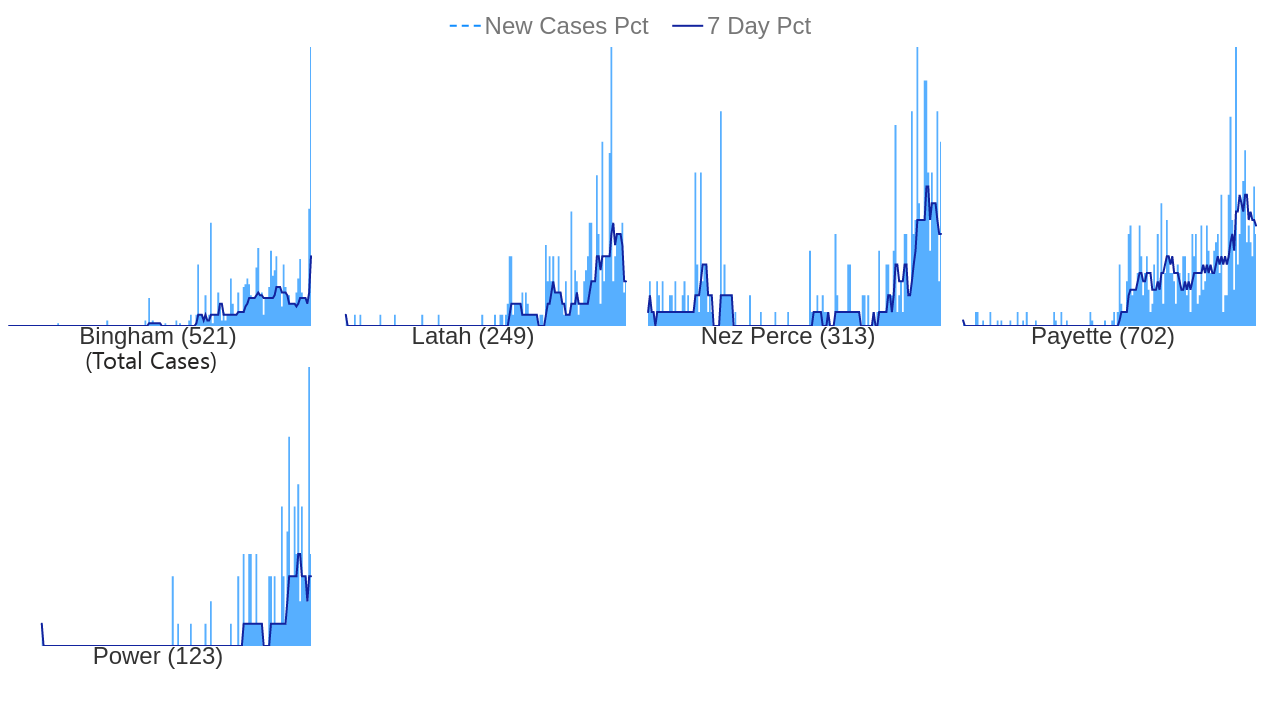 New Cases Pct 7 Day Pct
Bingham (521)
(Total Cases)
Latah (249)
Nez Perce (313)
Payette (702)
Power (123)